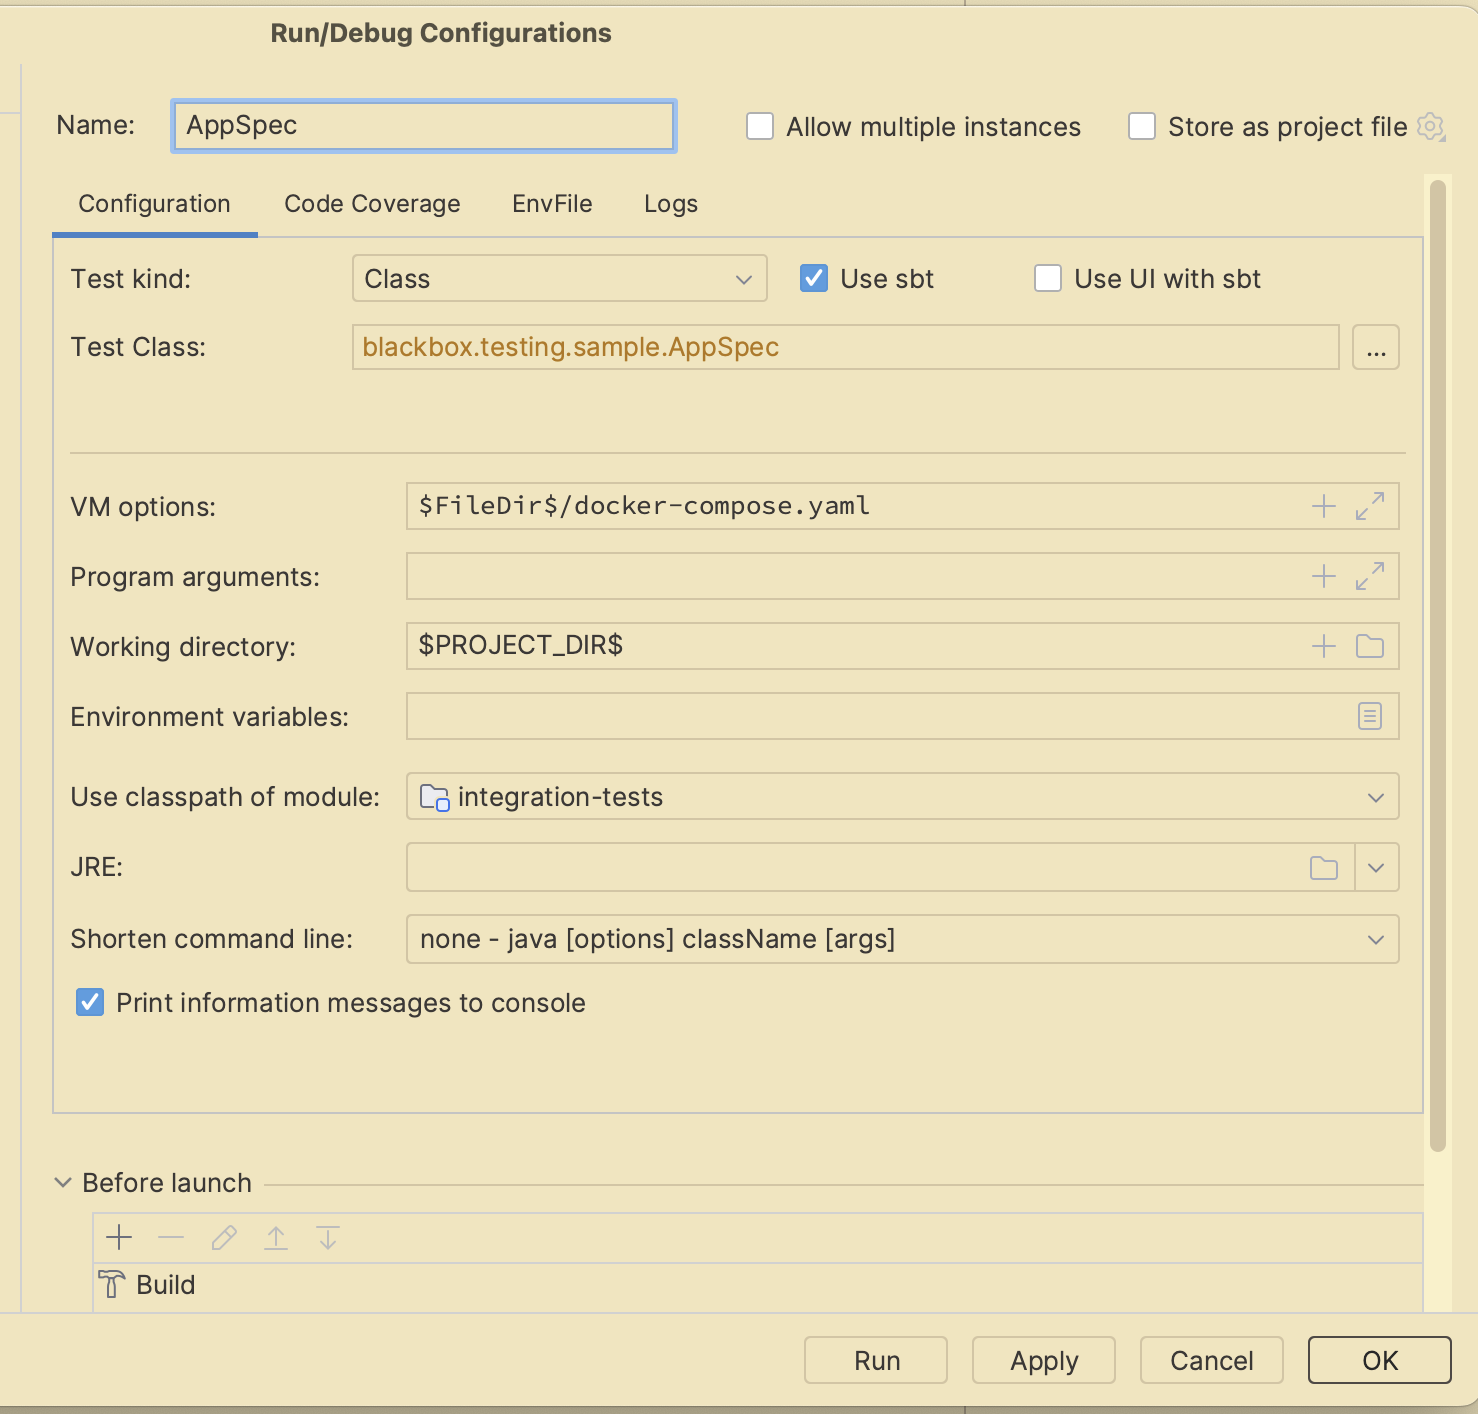 Run/Debug Configurations
Name: AppSpec Allow multiple instances Store as project file
Configuration Code Coverage EnvFile Logs
Test kind: Class Use sbt Use UI with sbt
Test Class: blackbox.testing.sample.AppSpec ...
VM options: $FileDir$/docker-compose.yaml
Program arguments:
Working directory: $PROJECT_DIR$
Environment variables:
Use classpath of module: integration-tests
JRE:
Shorten command line: none - java [options] className [args]
Print information messages to console
Before launch
Build
Run Apply Cancel OK